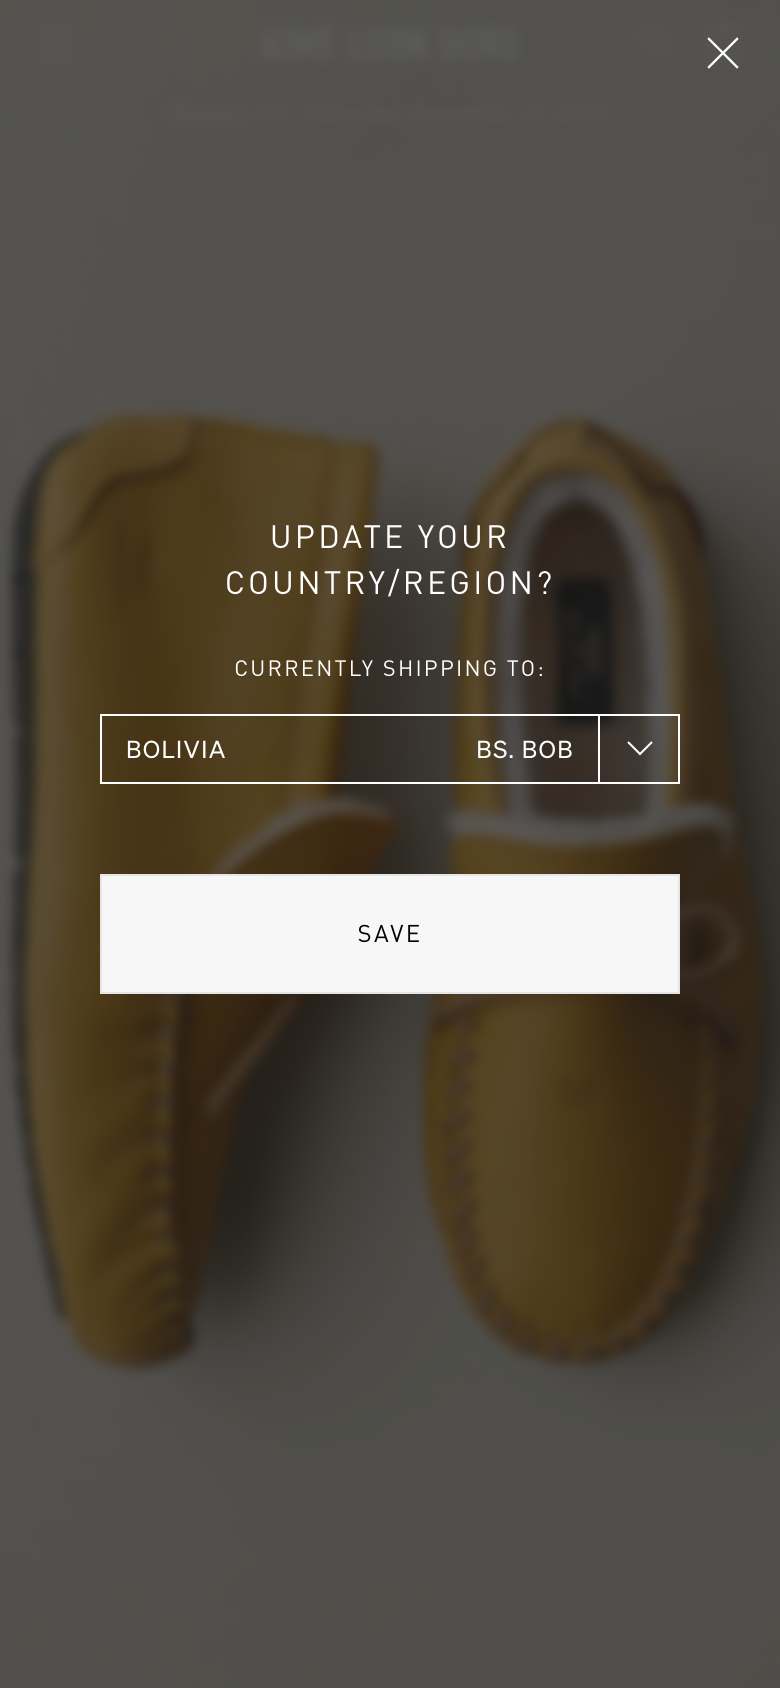 UPDATE YOUR
COUNTRY/REGION?
CURRENTLY SHIPPING TO:
BOLIVIA BS. BOB
SAVE